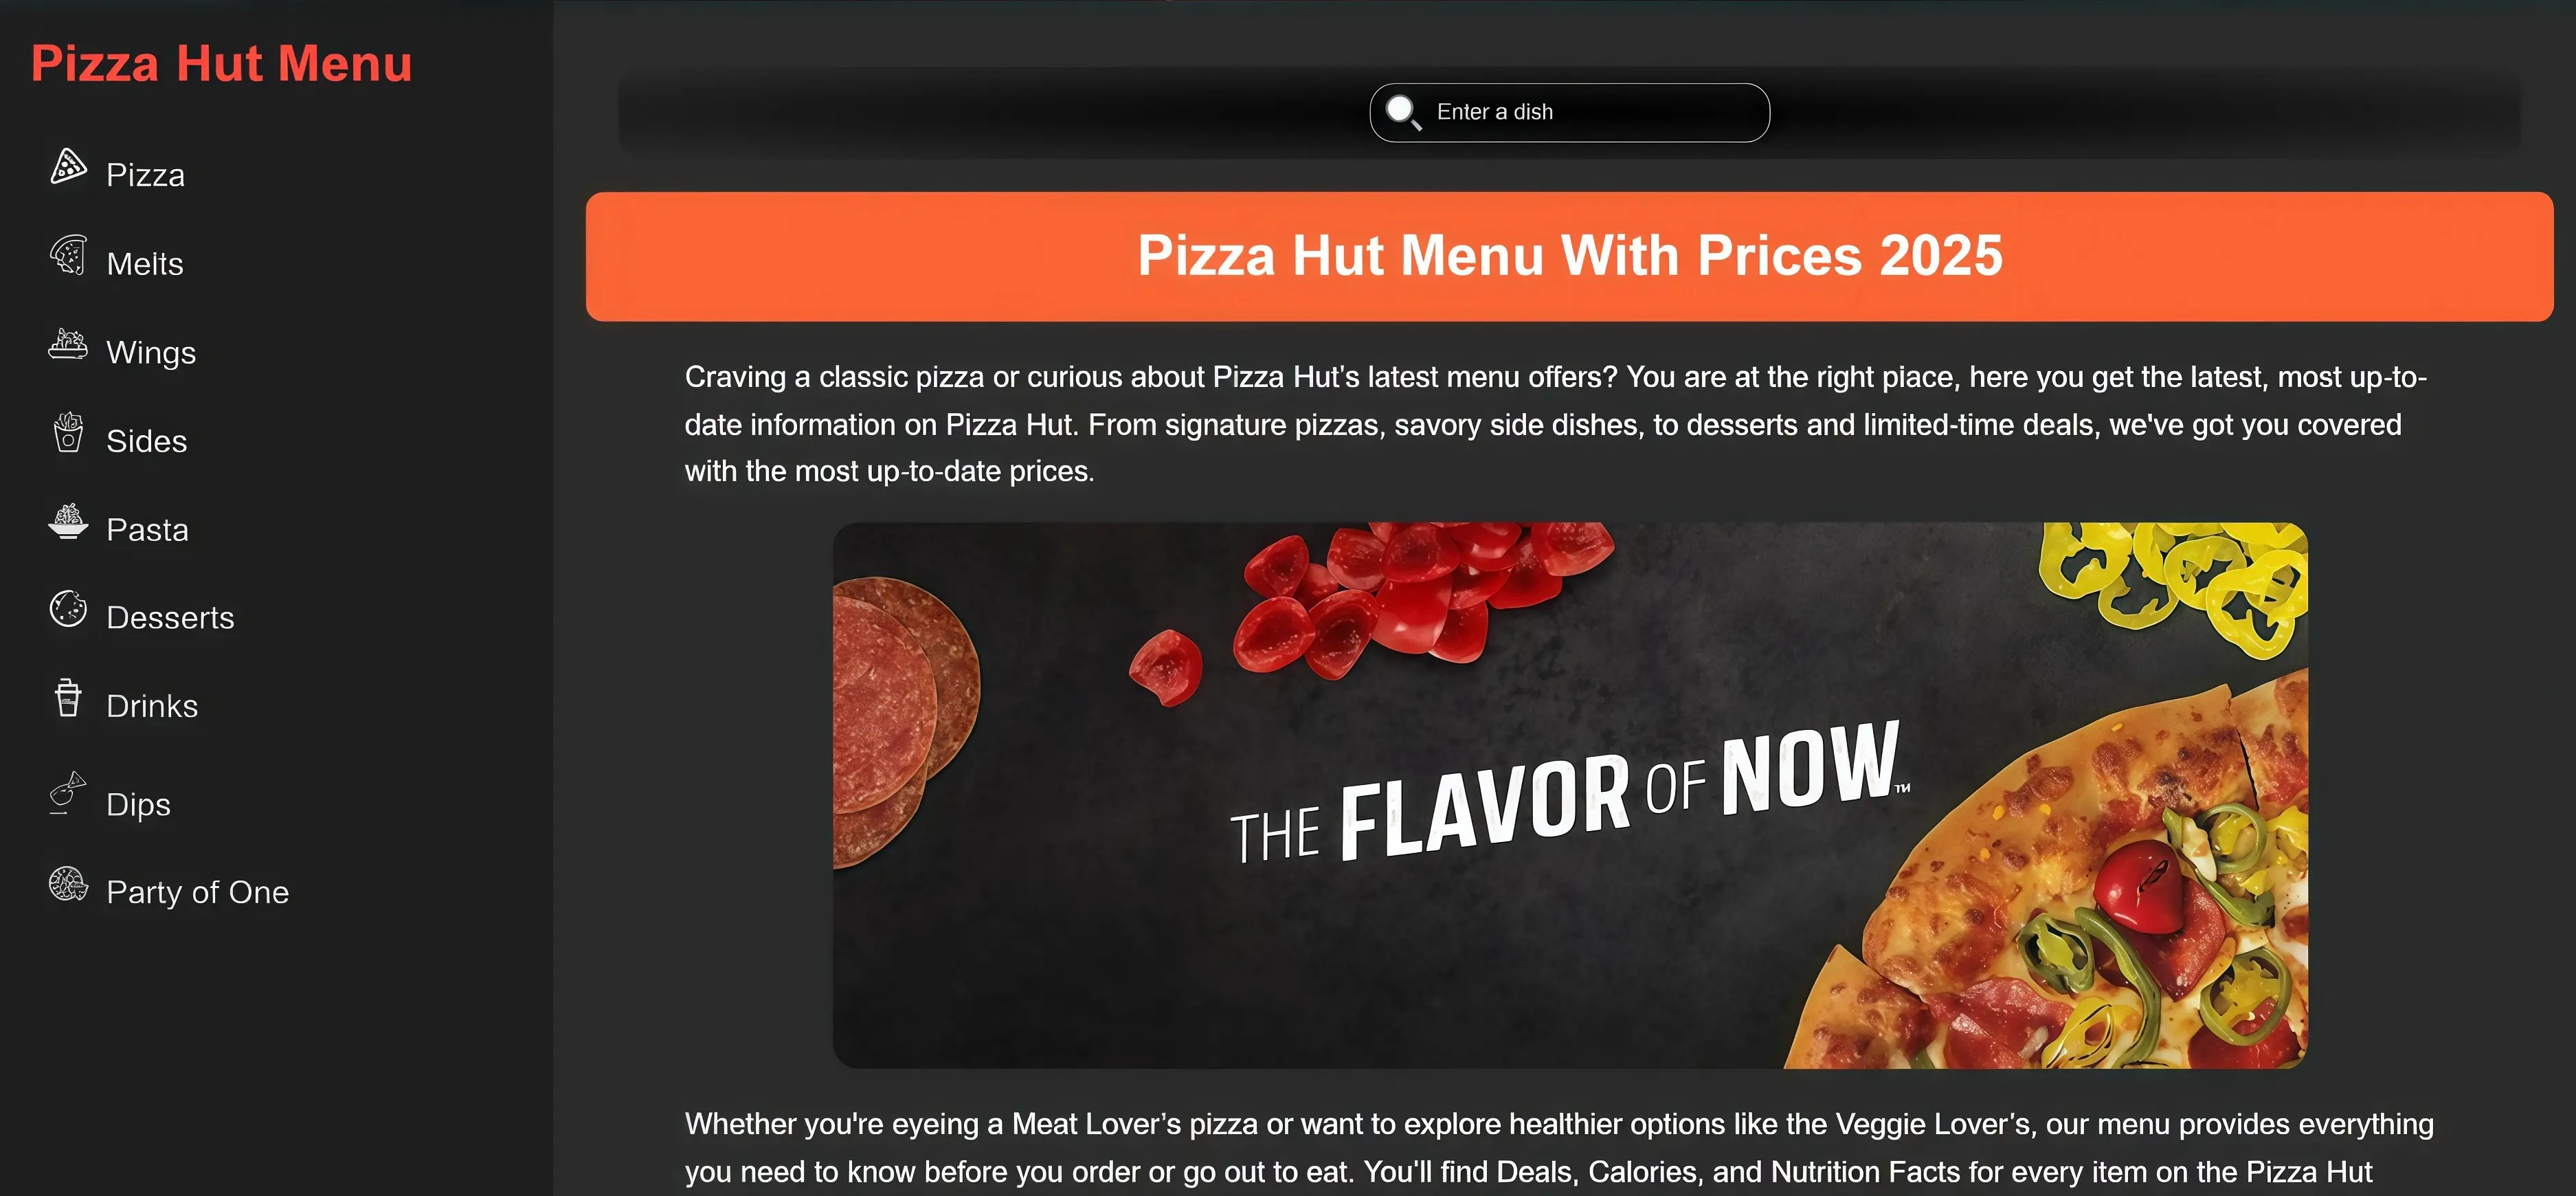 Pizza Hut Menu
Pizza
Melts
Wings
Sides
Pasta
Desserts
Drinks
Dips
Party of One
Enter a dish
Pizza Hut Menu With Prices 2025
Craving a classic pizza or curious about Pizza Hut's latest menu offers? You are at the right piace, here you get the latest, most up-to-
date information on Pizza Hut. From signature pizzas, savory side dishes, to desserts and limited-time deals, we've got you covered
with the most up-to-date prices.
THE FLAVOR OF NOW™
Whether you're eyeing a Meat Lover's pizza or want to explore healthier options like the Veggie Lover's, our menu provides everything
you need to know before you order or go out to eat. You'll find Deals, Calories, and Nutrition Facts for every item on the Pizza Hut